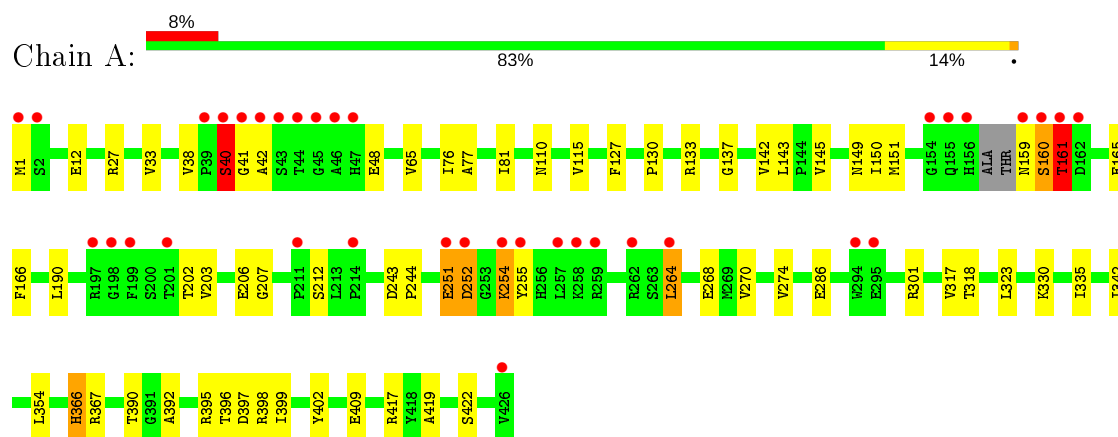 8%
Chain A:
83% 14% •
M1 S2 E12 R27 V33 V38 P39 S40 G41 A42 S43 T44 G45 A46 H47 E48 V65 I76 A77 I81 N110 V115 F127 P130 R133 G137 V142 L143 P144 V145 N149 I150 M151 G154 Q155 H156 ALA THR N159 S160 T161 D162 E165
F166 L190 R197 G198 F199 S200 T201 T202 V203 E206 G207 P211 S212 L213 P214 D243 P244 E251 D252 G253 K254 Y255 H256 L257 K258 R259 R262 S263 L264 E268 M269 V270 V274 E286 W294 E295 R301 V317 T318 L323 K330 I335
L354 H366 R367 T390 G391 A392 R395 T396 D397 R398 I399 Y402 E409 R417 Y418 A419 S422 V426